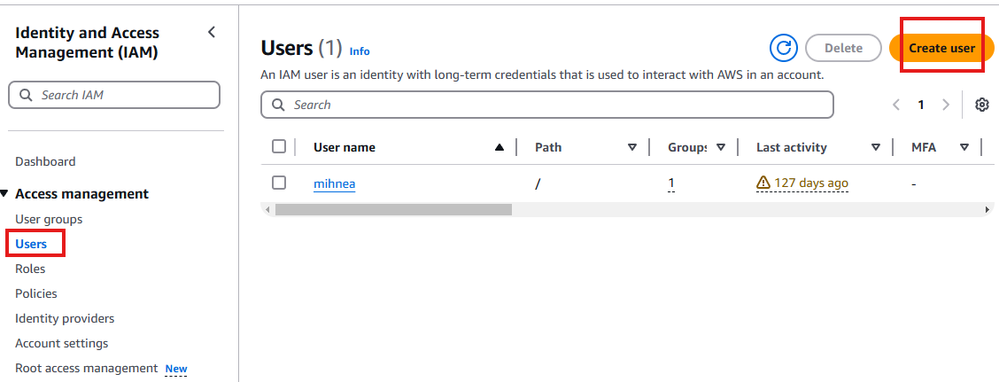 Identity and Access
Management (IAM)
Search IAM
Dashboard
Access management
User groups
Users
Roles
Policies
Identity providers
Account settings
Root access management New
Users (1) Info
Delete
Create user
An IAM user is an identity with long-term credentials that is used to interact with AWS in an account.
Search
1
User name Path Groups Last activity MFA
mihnea / 1 127 days ago -